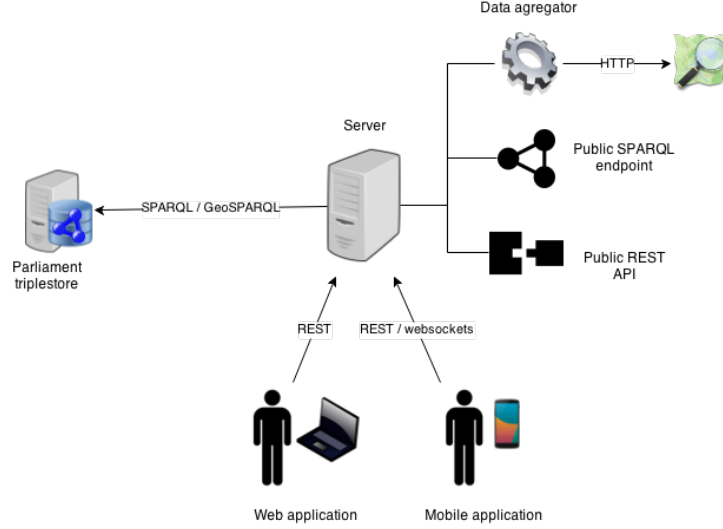 Data agregator
HTTP
Server
Public SPARQL
endpoint
SPARQL / GeoSPARQL
Parliament
triplestore
Public REST
API
REST
REST / websockets
Web application
Mobile application